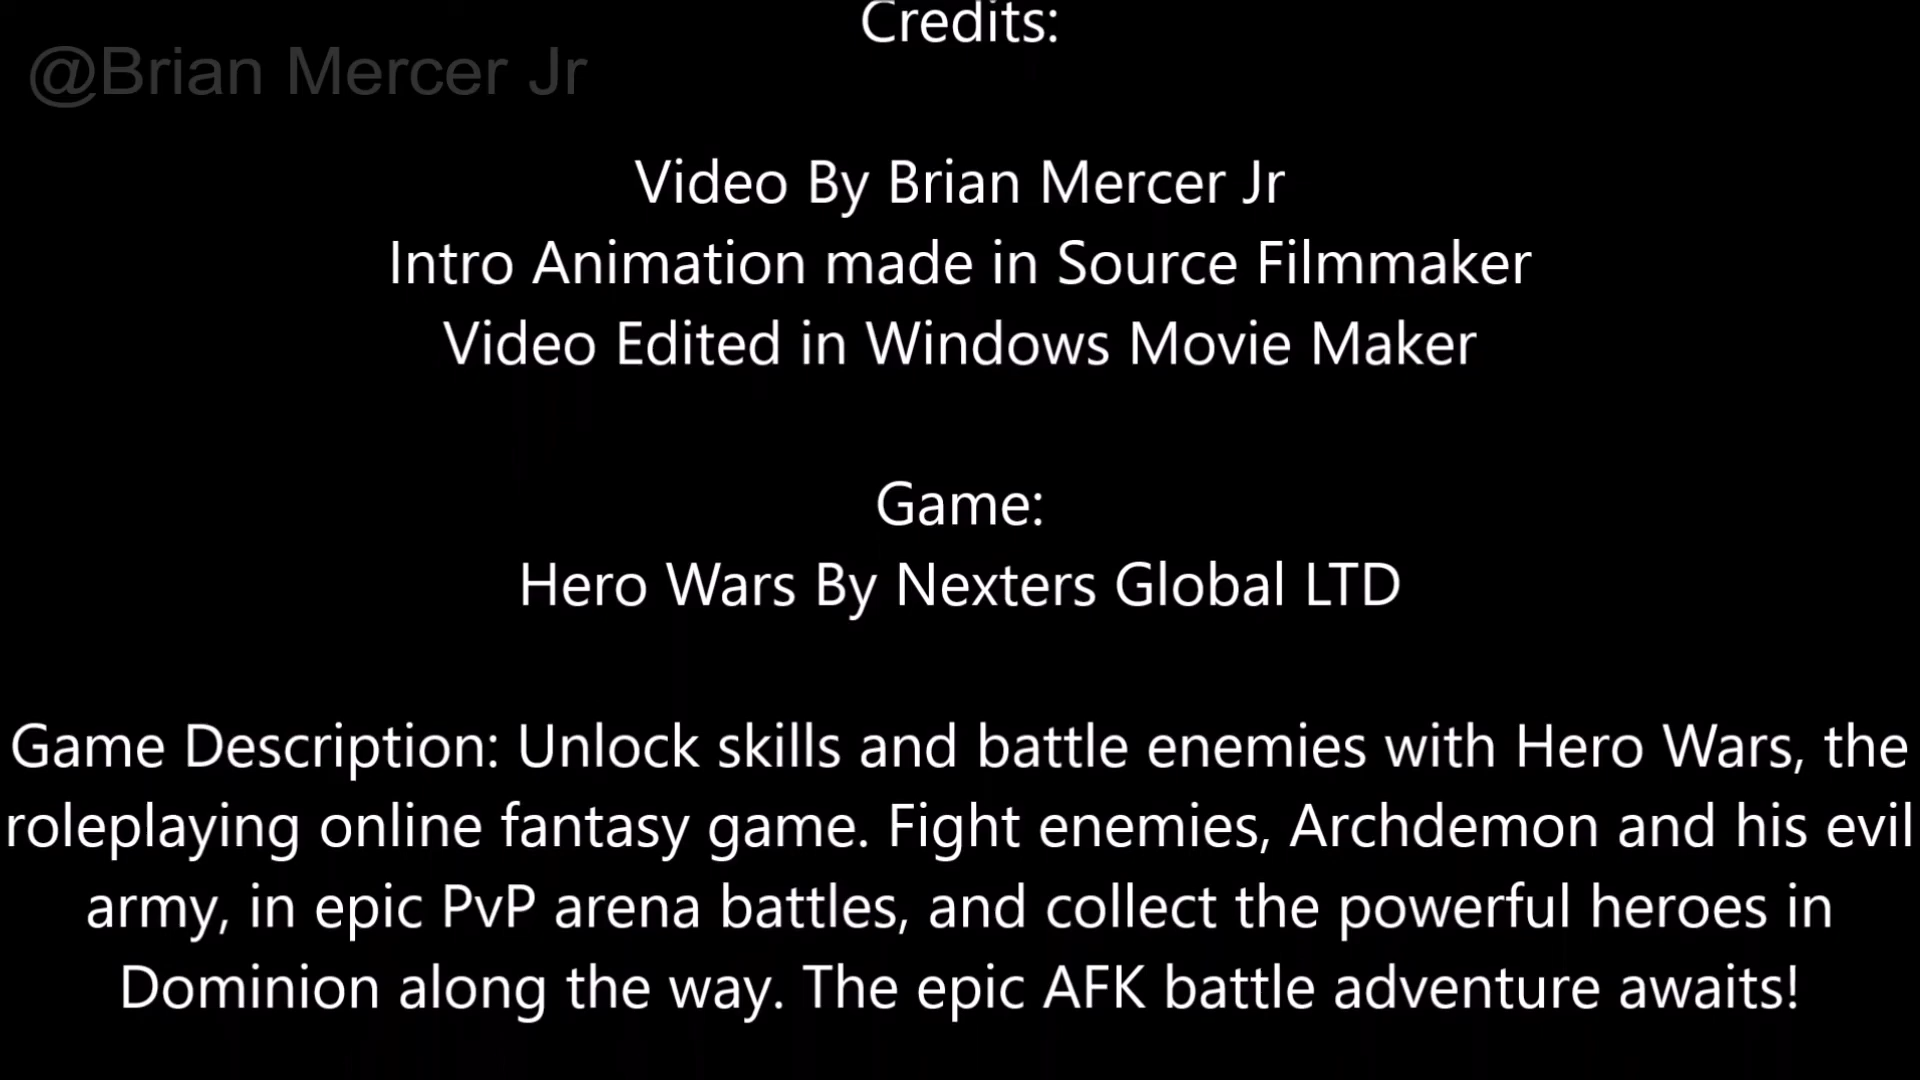 Credits:
@Brian Mercer Jr
Video By Brian Mercer Jr
Intro Animation made in Source Filmmaker
Video Edited in Windows Movie Maker
Game:
Hero Wars By Nexters Global LTD
Game Description: Unlock skills and battle enemies with Hero Wars, the
roleplaying online fantasy game. Fight enemies, Archdemon and his evil
army, in epic PvP arena battles, and collect the powerful heroes in
Dominion along the way. The epic AFK battle adventure awaits!